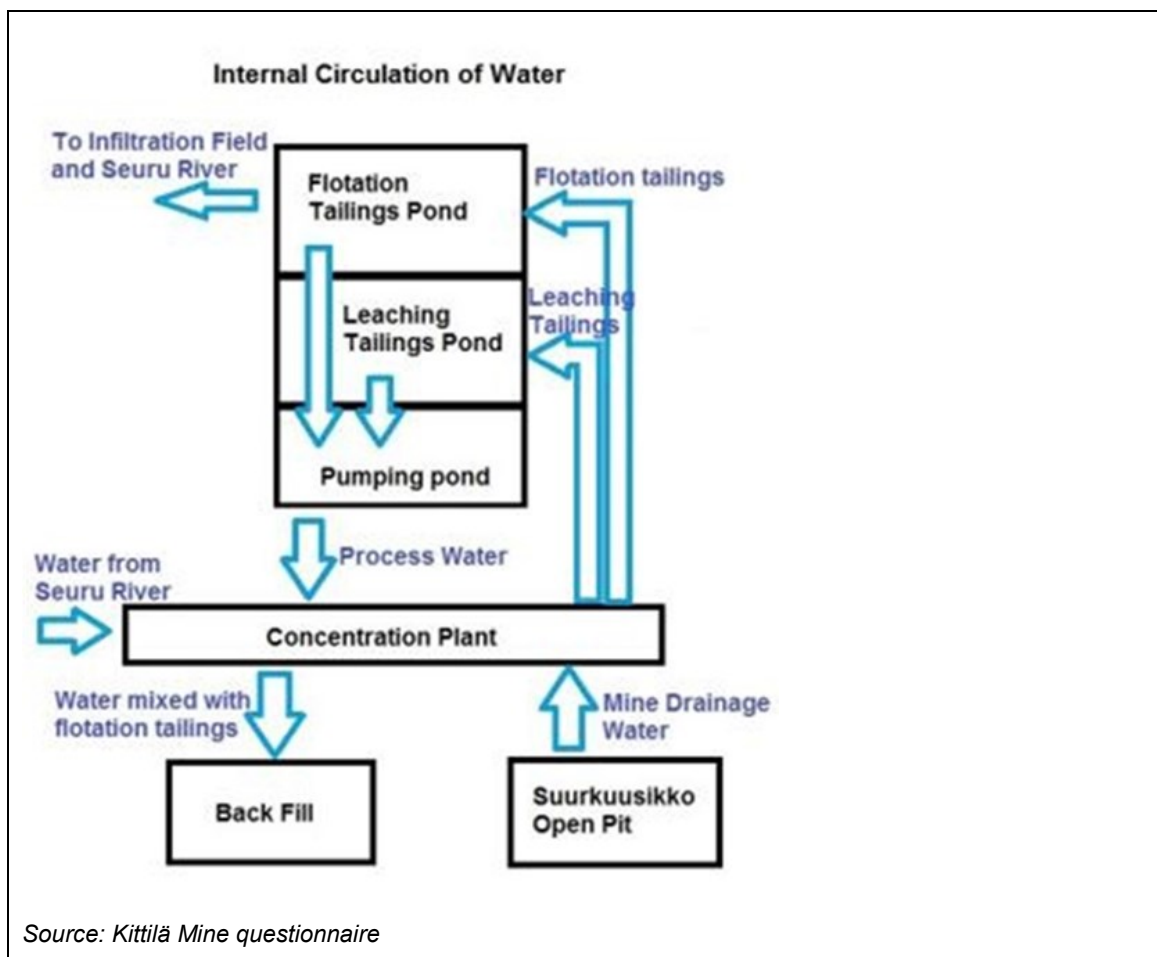 Internal Circulation of Water
To Infiltration Field
and Seuru River
Flotation
Tailings Pond
Flotation tailings
Leaching
Tailings Pond
Leaching
Tailings
Pumping pond
Process Water
Water from
Seuru River
Concentration Plant
Water mixed with
flotation tailings
Mine Drainage
Water
Back Fill
Suurkuusikko
Open Pit
Source: Kittilä Mine questionnaire